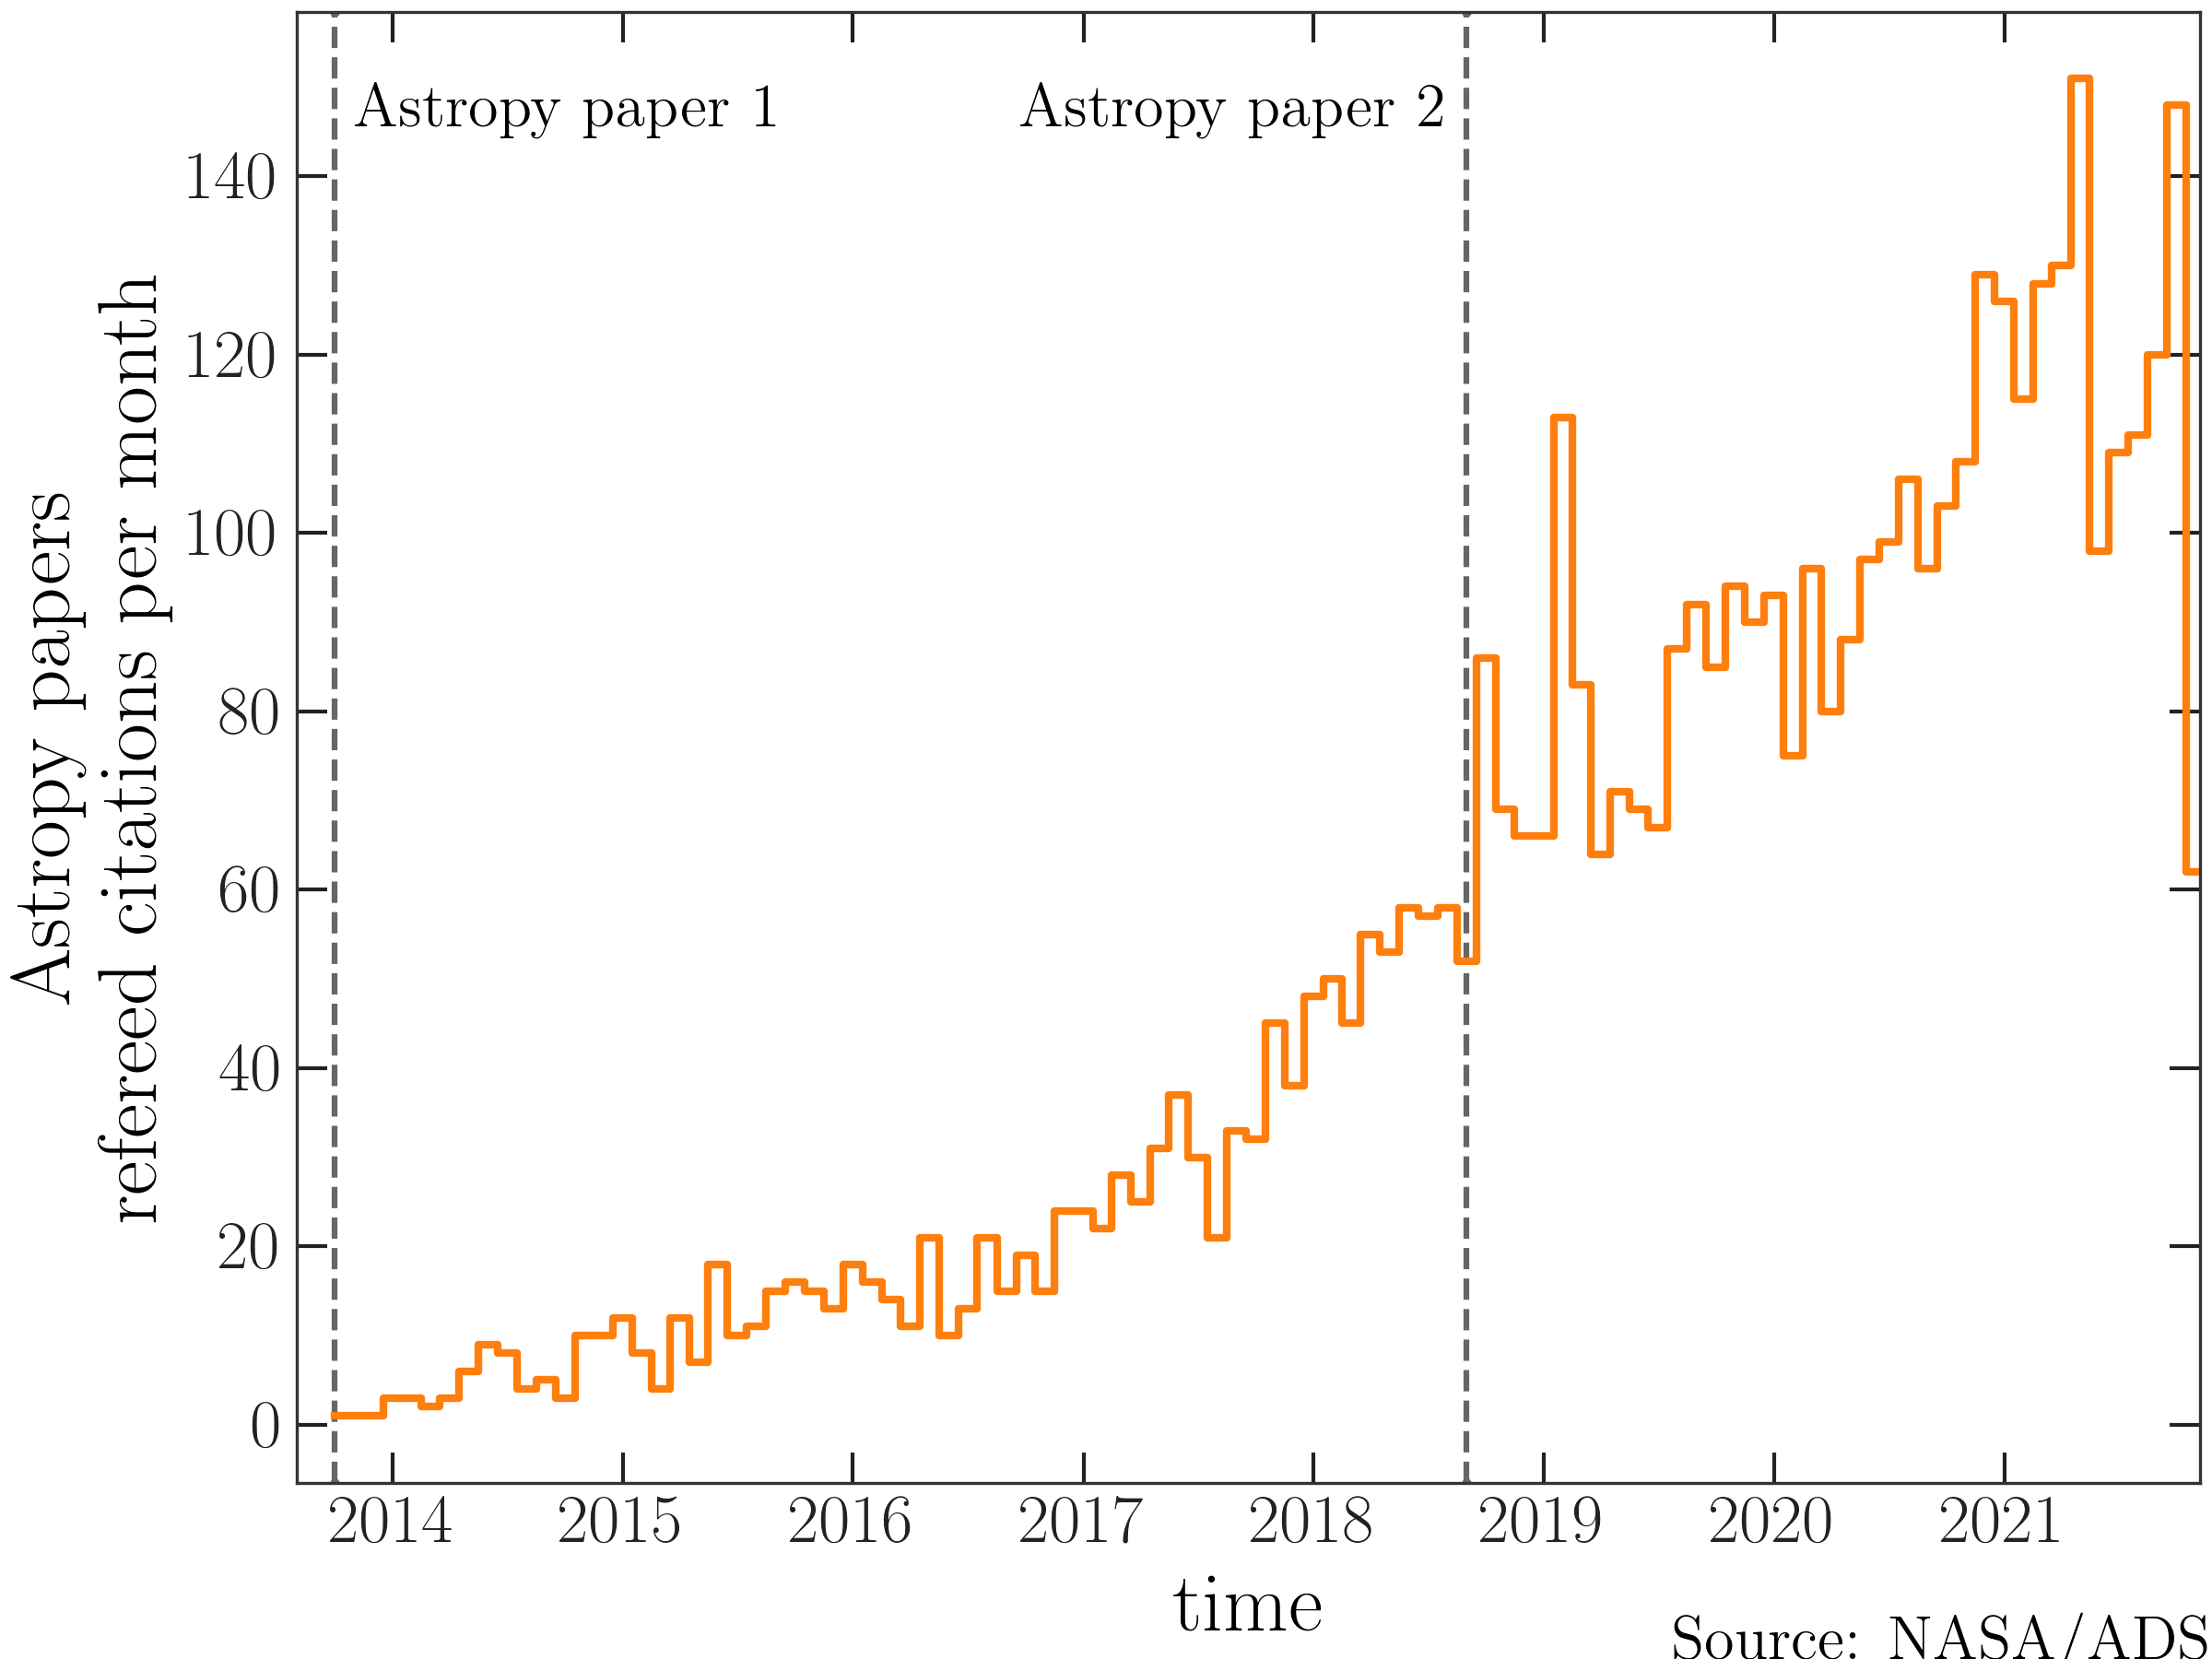 Astropy paper 1
Astropy paper 2
Astropy papers
refereed citations per month
140
120
100
80
60
40
20
0
2014 2015 2016 2017 2018 2019 2020 2021
time
Source: NASA/ADS